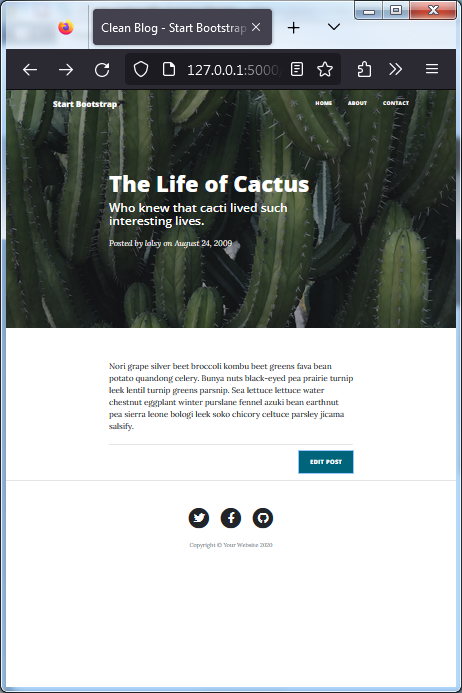 Clean Blog - Start Bootstrap
127.0.0.1:5000
Start Bootstrap
HOME ABOUT CONTACT
The Life of Cactus
Who knew that cacti lived such
interesting lives.
Posted by lolsy on August 24, 2009
Nori grape silver beet broccoli kombu beet greens fava bean
potato quandong celery. Bunya nuts black-eyed pea prairie turnip
leek lentil turnip greens parsnip. Sea lettuce lettuce water
chestnut eggplant winter purslane fennel azuki bean earthnut
pea sierra leone bologi leek soko chicory celtuce parsley jicama
salsify.
EDIT POST
Copyright © Your Website 2020